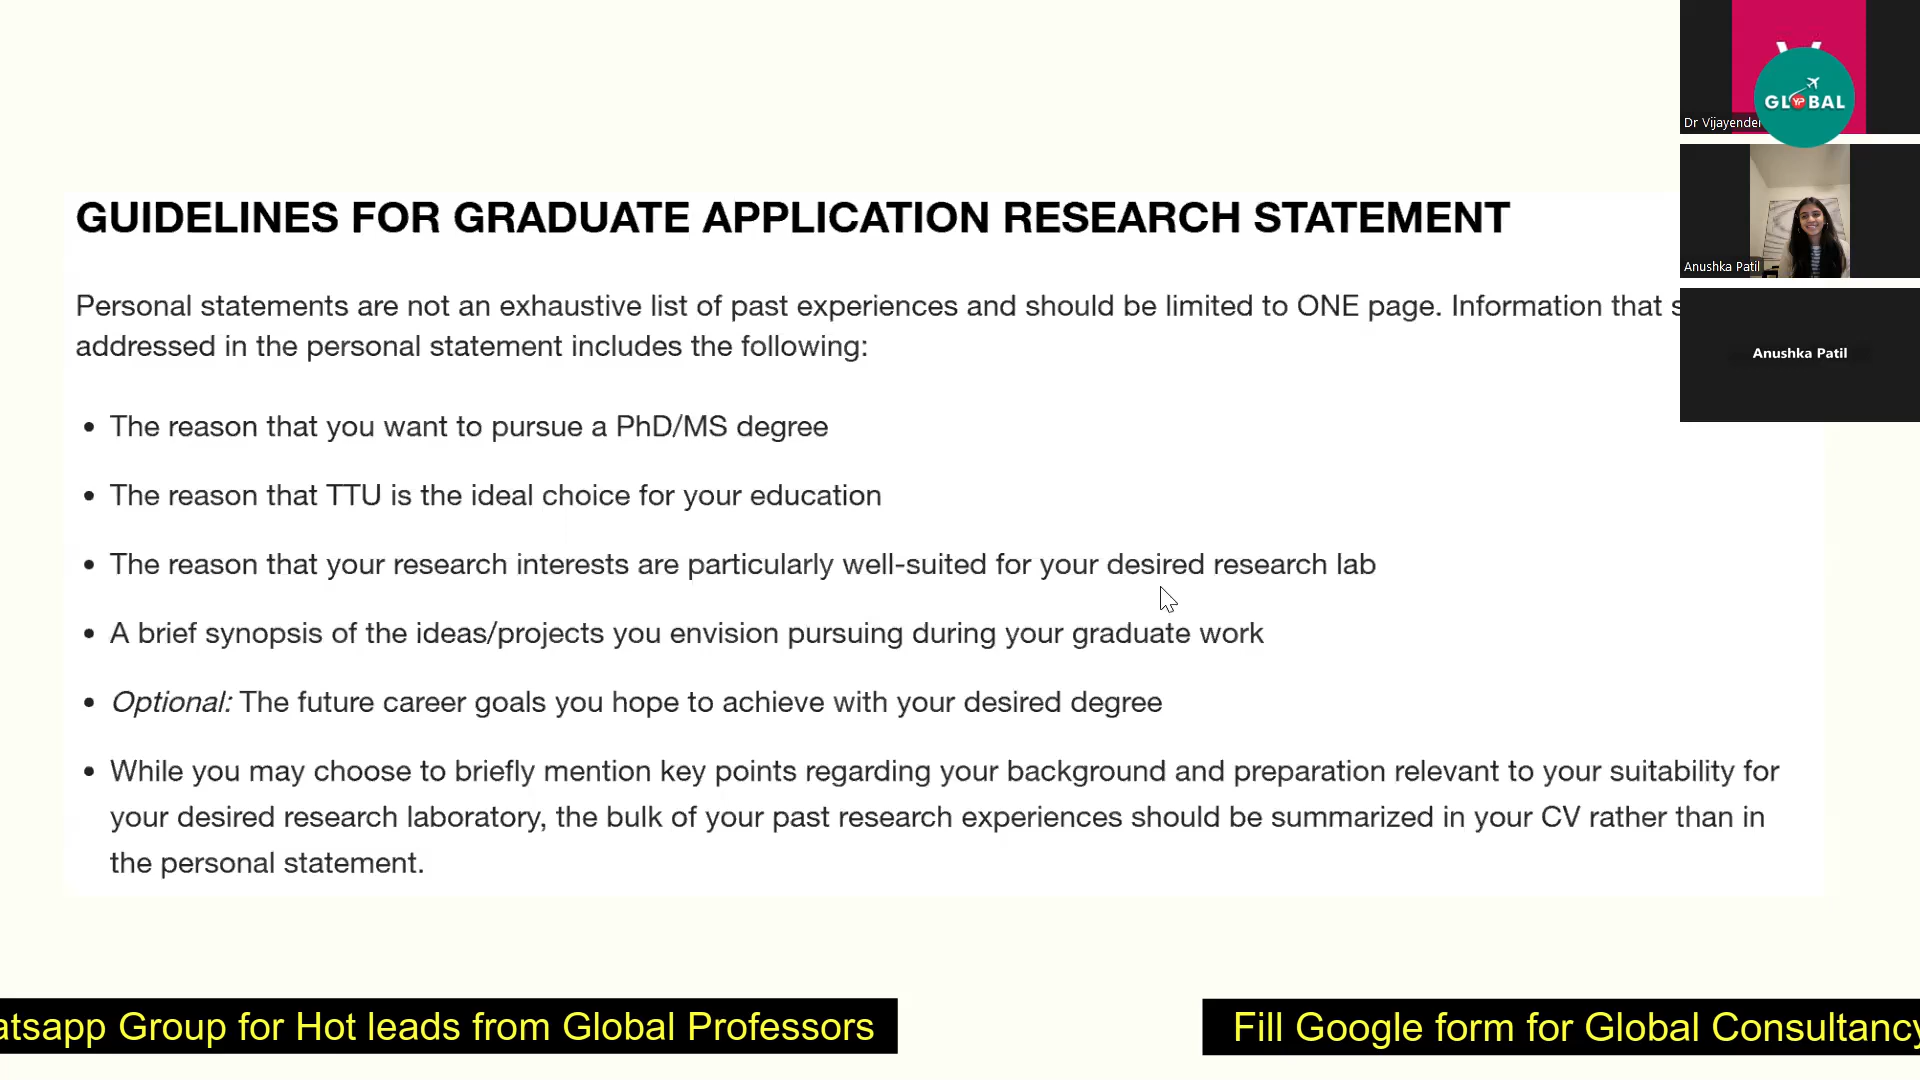 GUIDELINES FOR GRADUATE APPLICATION RESEARCH STATEMENT
Personal statements are not an exhaustive list of past experiences and should be limited to ONE page. Information that
addressed in the personal statement includes the following:
• The reason that you want to pursue a PhD/MS degree
• The reason that TTU is the ideal choice for your education
• The reason that your research interests are particularly well-suited for your desired research lab
• A brief synopsis of the ideas/projects you envision pursuing during your graduate work
• Optional: The future career goals you hope to achieve with your desired degree
• While you may choose to briefly mention key points regarding your background and preparation relevant to your suitability for
your desired research laboratory, the bulk of your past research experiences should be summarized in your CV rather than in
the personal statement.
GLOBAL
YP
Dr Vijayender
Anushka Patil
Anushka Patil
atsapp Group for Hot leads from Global Professors
Fill Google form for Global Consultancy